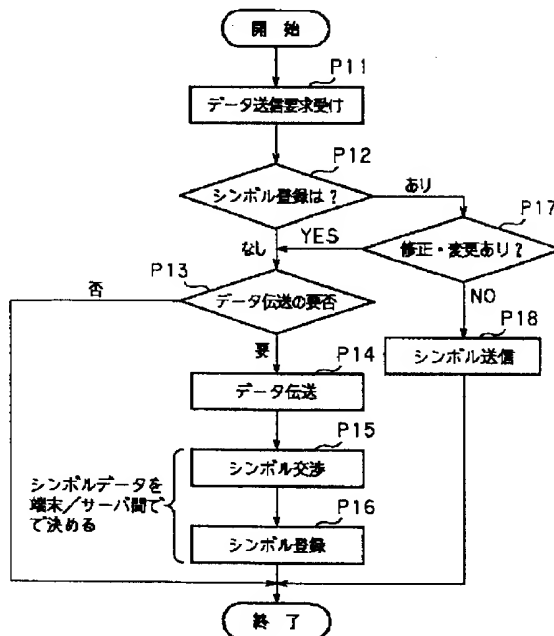 開 始
P11
データ送信要求受け
P12
シンボル登録は?
あり
P17
なし
YES
修正・変更あり?
P13
否
データ伝送の要否
NO
P18
要
P14
シンボル送信
データ伝送
P15
シンボル交渉
シンボルデータを
端末/サーバ間で
で決める
P16
シンボル登録
終 了